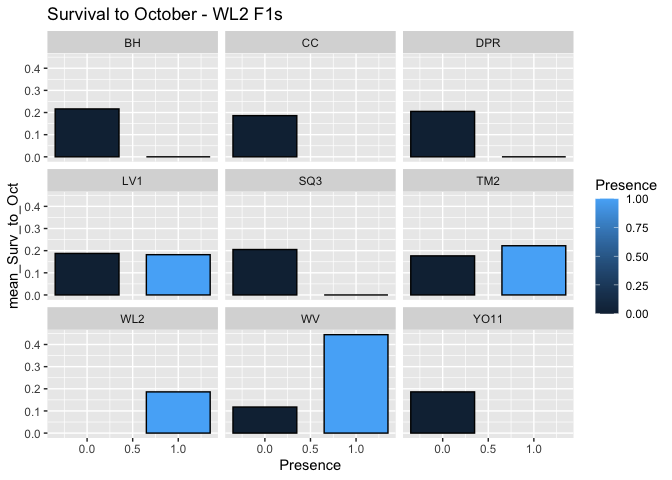 Survival to October - WL2 F1s
BH CC DPR
0.4
0.3
0.2
0.1
0.0
LV1 SQ3 TM2
0.4
0.3
0.2
0.1
0.0
WL2 WV YO11
0.4
0.3
0.2
0.1
0.0
0.0 0.5 1.0 0.0 0.5 1.0 0.0 0.5 1.0
Presence
mean_Surv_to_Oct
Presence
1.00
0.75
0.50
0.25
0.00